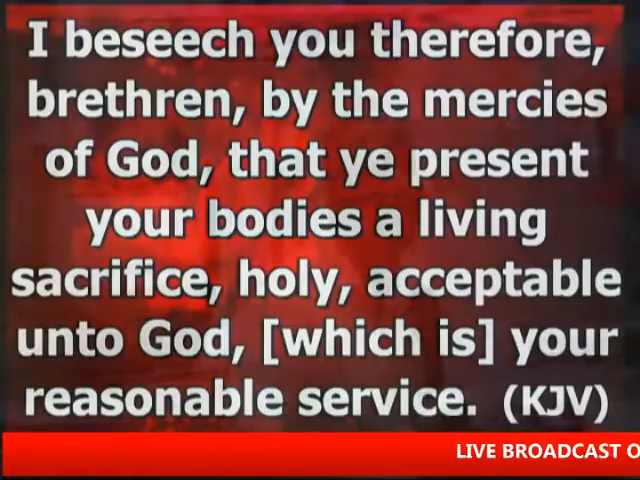 I beseech you therefore,
brethren, by the mercies
of God, that ye present
your bodies a living
sacrifice, holy, acceptable
unto God, [which is] your
reasonable service. (KJV)
LIVE BROADCAST O